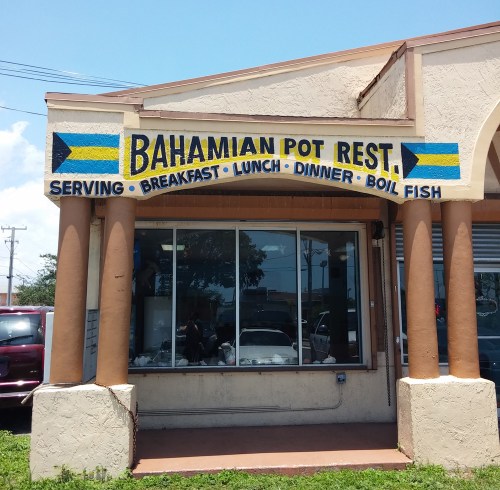 BAHAMIAN POT REST.
SERVING • BREAKFAST • LUNCH • DINNER • BOIL FISH